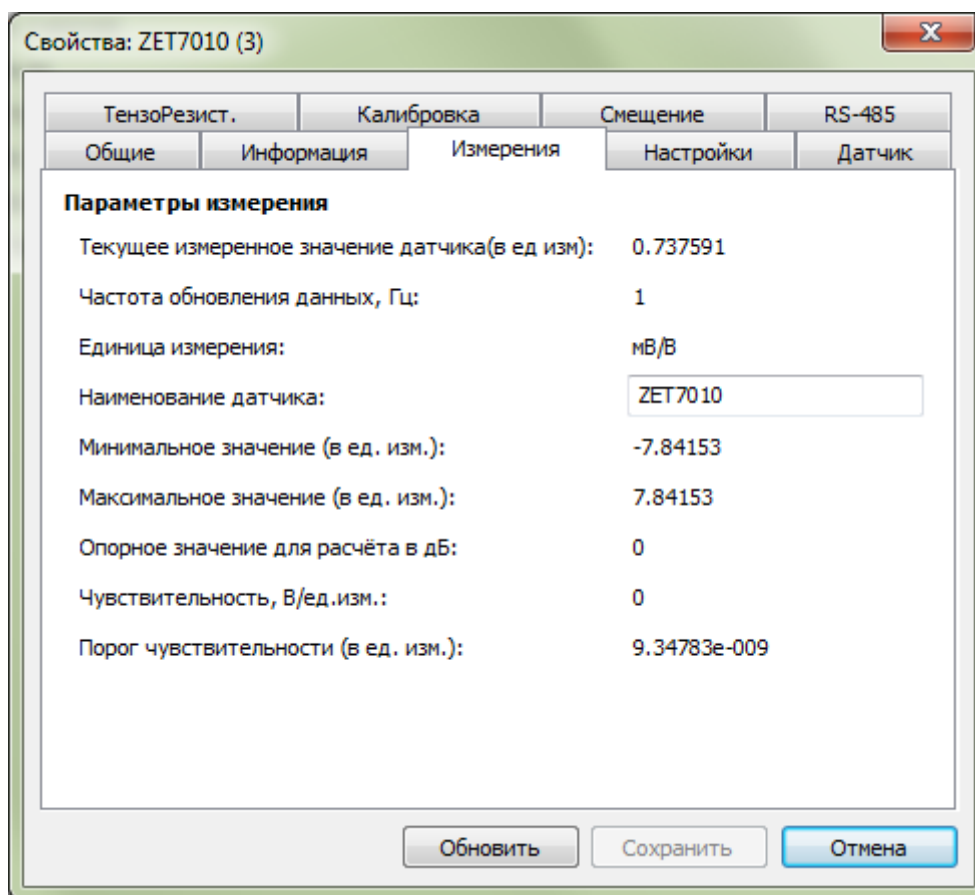 Свойства: ZET7010 (3)
ТензоРезист. Калибровка Смещение RS-485
Общие Информация Измерения Настройки Датчик
Параметры измерения
Текущее измеренное значение датчика(в ед изм): 0.737591
Частота обновления данных, Гц: 1
Единица измерения: мВ/В
Наименование датчика: ZET7010
Минимальное значение (в ед. изм.): -7.84153
Максимальное значение (в ед. изм.): 7.84153
Опорное значение для расчёта в дБ: 0
Чувствительность, В/ед.изм.: 0
Порог чувствительности (в ед. изм.): 9.34783e-009
Обновить Сохранить Отмена